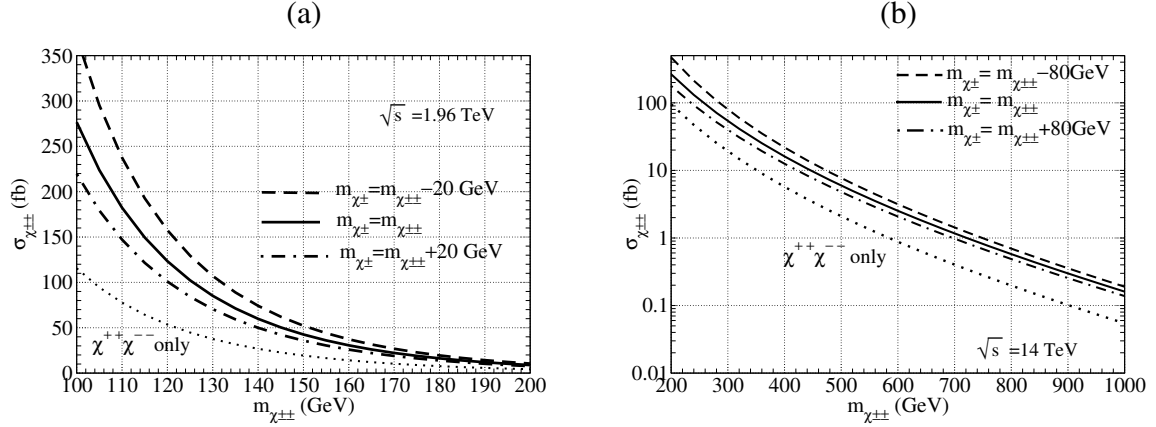 (a)
350
300
250
200
150
100
50
0
σχ±± (fb)
√s =1.96 TeV
mχ±=mχ±±−20 GeV
mχ±=mχ±±
mχ±=mχ±±+20 GeV
χ++χ−− only
100 110 120 130 140 150 160 170 180 190 200
mχ±± (GeV)
(b)
100
10
1
0.1
0.01
σχ±± (fb)
mχ±= mχ±±−80GeV
mχ±= mχ±±
mχ±= mχ±±+80GeV
χ++χ−− only
√s =14 TeV
200 300 400 500 600 700 800 900 1000
mχ±± (GeV)